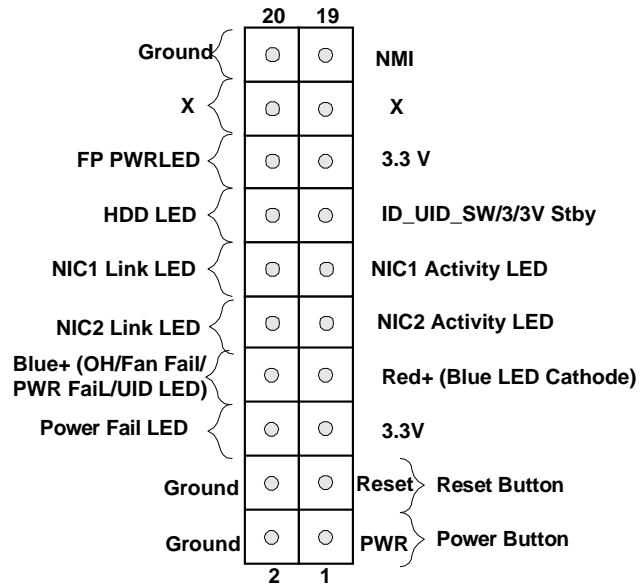 20 19
Ground NMI
X X
FP PWRLED 3.3 V
HDD LED ID_UID_SW/3/3V Stby
NIC1 Link LED NIC1 Activity LED
NIC2 Link LED NIC2 Activity LED
Blue+ (OH/Fan Fail/
PWR FaiL/UID LED) Red+ (Blue LED Cathode)
Power Fail LED 3.3V
Ground Reset Reset Button
Ground PWR Power Button
2 1